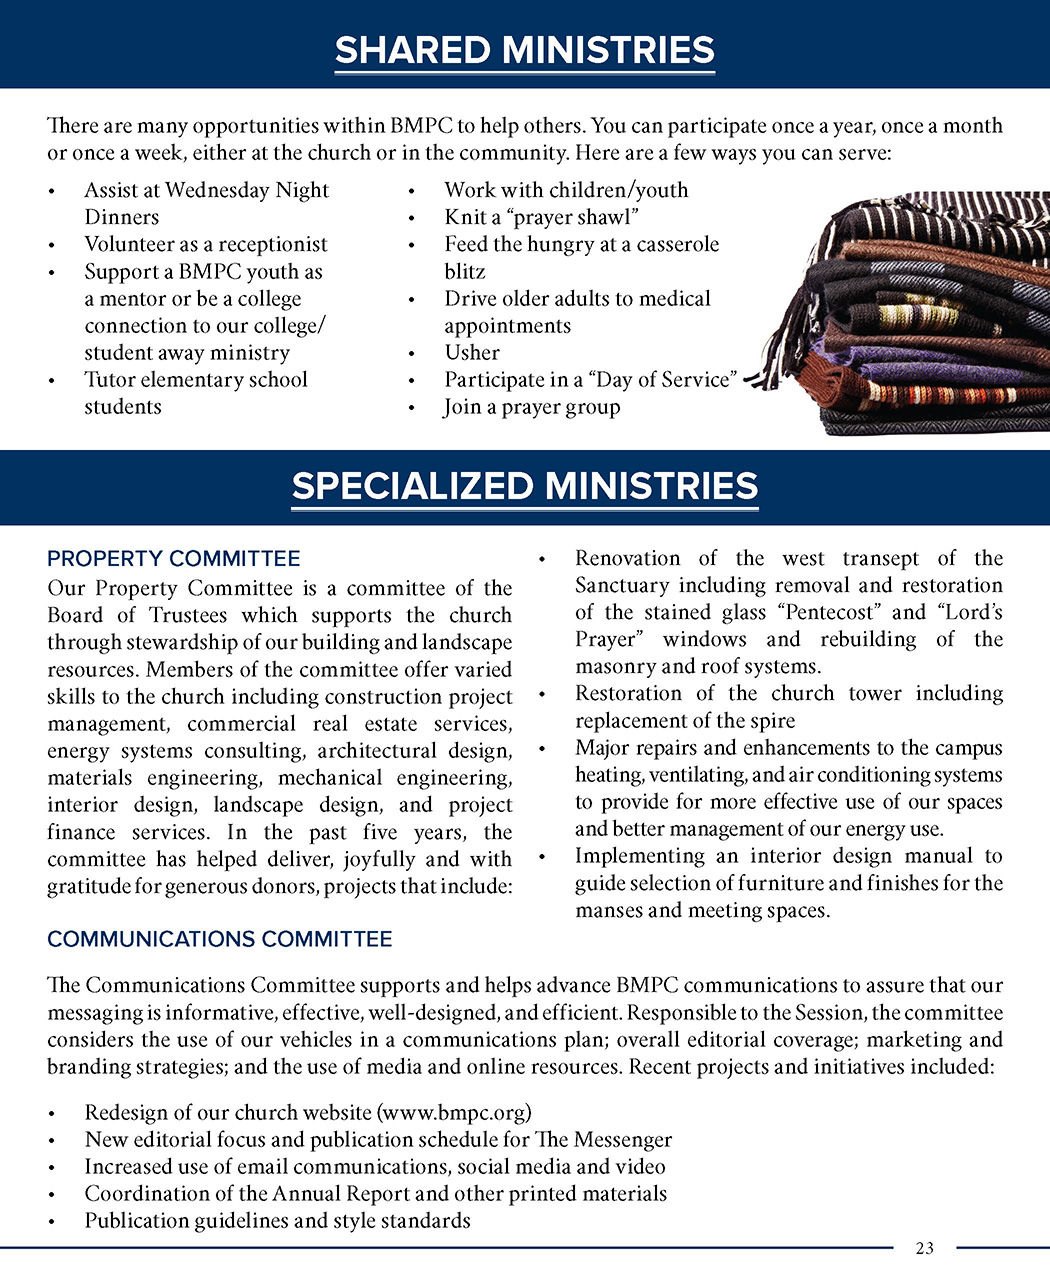 SHARED MINISTRIES
There are many opportunities within BMPC to help others. You can participate once a year, once a month
or once a week, either at the church or in the community. Here are a few ways you can serve:
• Assist at Wednesday Night
Dinners
• Volunteer as a receptionist
• Support a BMPC youth as
a mentor or be a college
connection to our college/
student away ministry
• Tutor elementary school
students
• Work with children/youth
• Knit a “prayer shawl”
• Feed the hungry at a casserole
blitz
• Drive older adults to medical
appointments
• Usher
• Participate in a “Day of Service”
• Join a prayer group
SPECIALIZED MINISTRIES
PROPERTY COMMITTEE
Our Property Committee is a committee of the
Board of Trustees which supports the church
through stewardship of our building and landscape
resources. Members of the committee offer varied
skills to the church including construction project
management, commercial real estate services,
energy systems consulting, architectural design,
materials engineering, mechanical engineering,
interior design, landscape design, and project
finance services. In the past five years, the
committee has helped deliver, joyfully and with
gratitude for generous donors, projects that include:
• Renovation of the west transept of the
Sanctuary including removal and restoration
of the stained glass “Pentecost” and “Lord’s
Prayer” windows and rebuilding of the
masonry and roof systems.
• Restoration of the church tower including
replacement of the spire
• Major repairs and enhancements to the campus
heating, ventilating, and air conditioning systems
to provide for more effective use of our spaces
and better management of our energy use.
• Implementing an interior design manual to
guide selection of furniture and finishes for the
manses and meeting spaces.
COMMUNICATIONS COMMITTEE
The Communications Committee supports and helps advance BMPC communications to assure that our
messaging is informative, effective, well-designed, and efficient. Responsible to the Session, the committee
considers the use of our vehicles in a communications plan; overall editorial coverage; marketing and
branding strategies; and the use of media and online resources. Recent projects and initiatives included:
• Redesign of our church website (www.bmpc.org)
• New editorial focus and publication schedule for The Messenger
• Increased use of email communications, social media and video
• Coordination of the Annual Report and other printed materials
• Publication guidelines and style standards
23